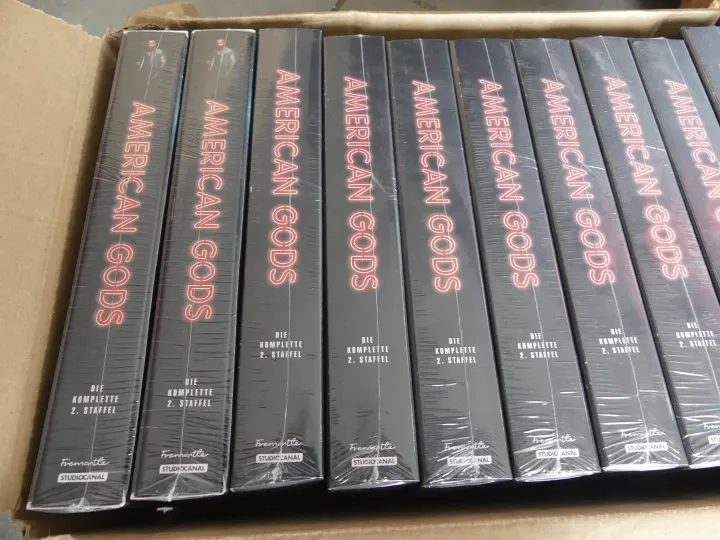 AMERICAN GODS
DIE
KOMPLETTE
2. STAFFEL
Fremantle
STUDIOCANAL
AMERICAN GODS
DIE
KOMPLETTE
2. STAFFEL
Fremantle
STUDIOCANAL
AMERICAN GODS
DIE
KOMPLETTE
2. STAFFEL
Fremantle
STUDIOCANAL
AMERICAN GODS
DIE
KOMPLETTE
2. STAFFEL
Fremantle
STUDIOCANAL
AMERICAN GODS
DIE
KOMPLETTE
2. STAFFEL
Fremantle
STUDIOCANAL
AMERICAN GODS
DIE
KOMPLETTE
2. STAFFEL
Fremantle
STUDIOCANAL
AMERICAN GODS
DIE
KOMPLETTE
2. STAFFEL
Fremantle
STUDIOCANAL
AMERICAN GODS
DIE
KOMPLETTE
2. STAFFEL
AMERICAN